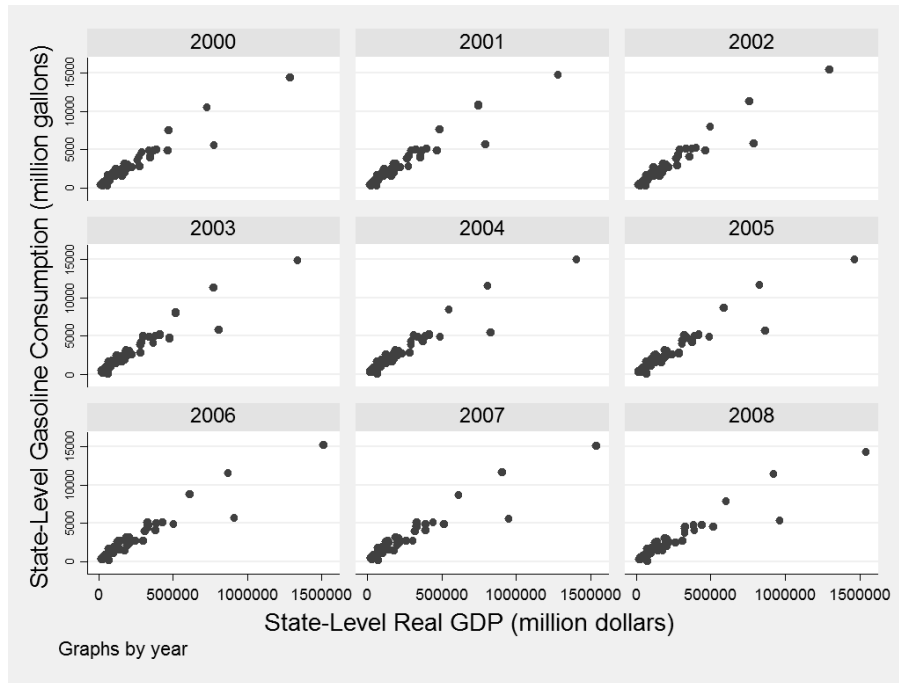 2000 2001 2002
15000
10000
5000
0
2003 2004 2005
15000
10000
5000
0
2006 2007 2008
15000
10000
5000
0
0 500000 1000000 1500000 0 500000 1000000 1500000 0 500000 1000000 1500000
State-Level Gasoline Consumption (million gallons)
State-Level Real GDP (million dollars)
Graphs by year